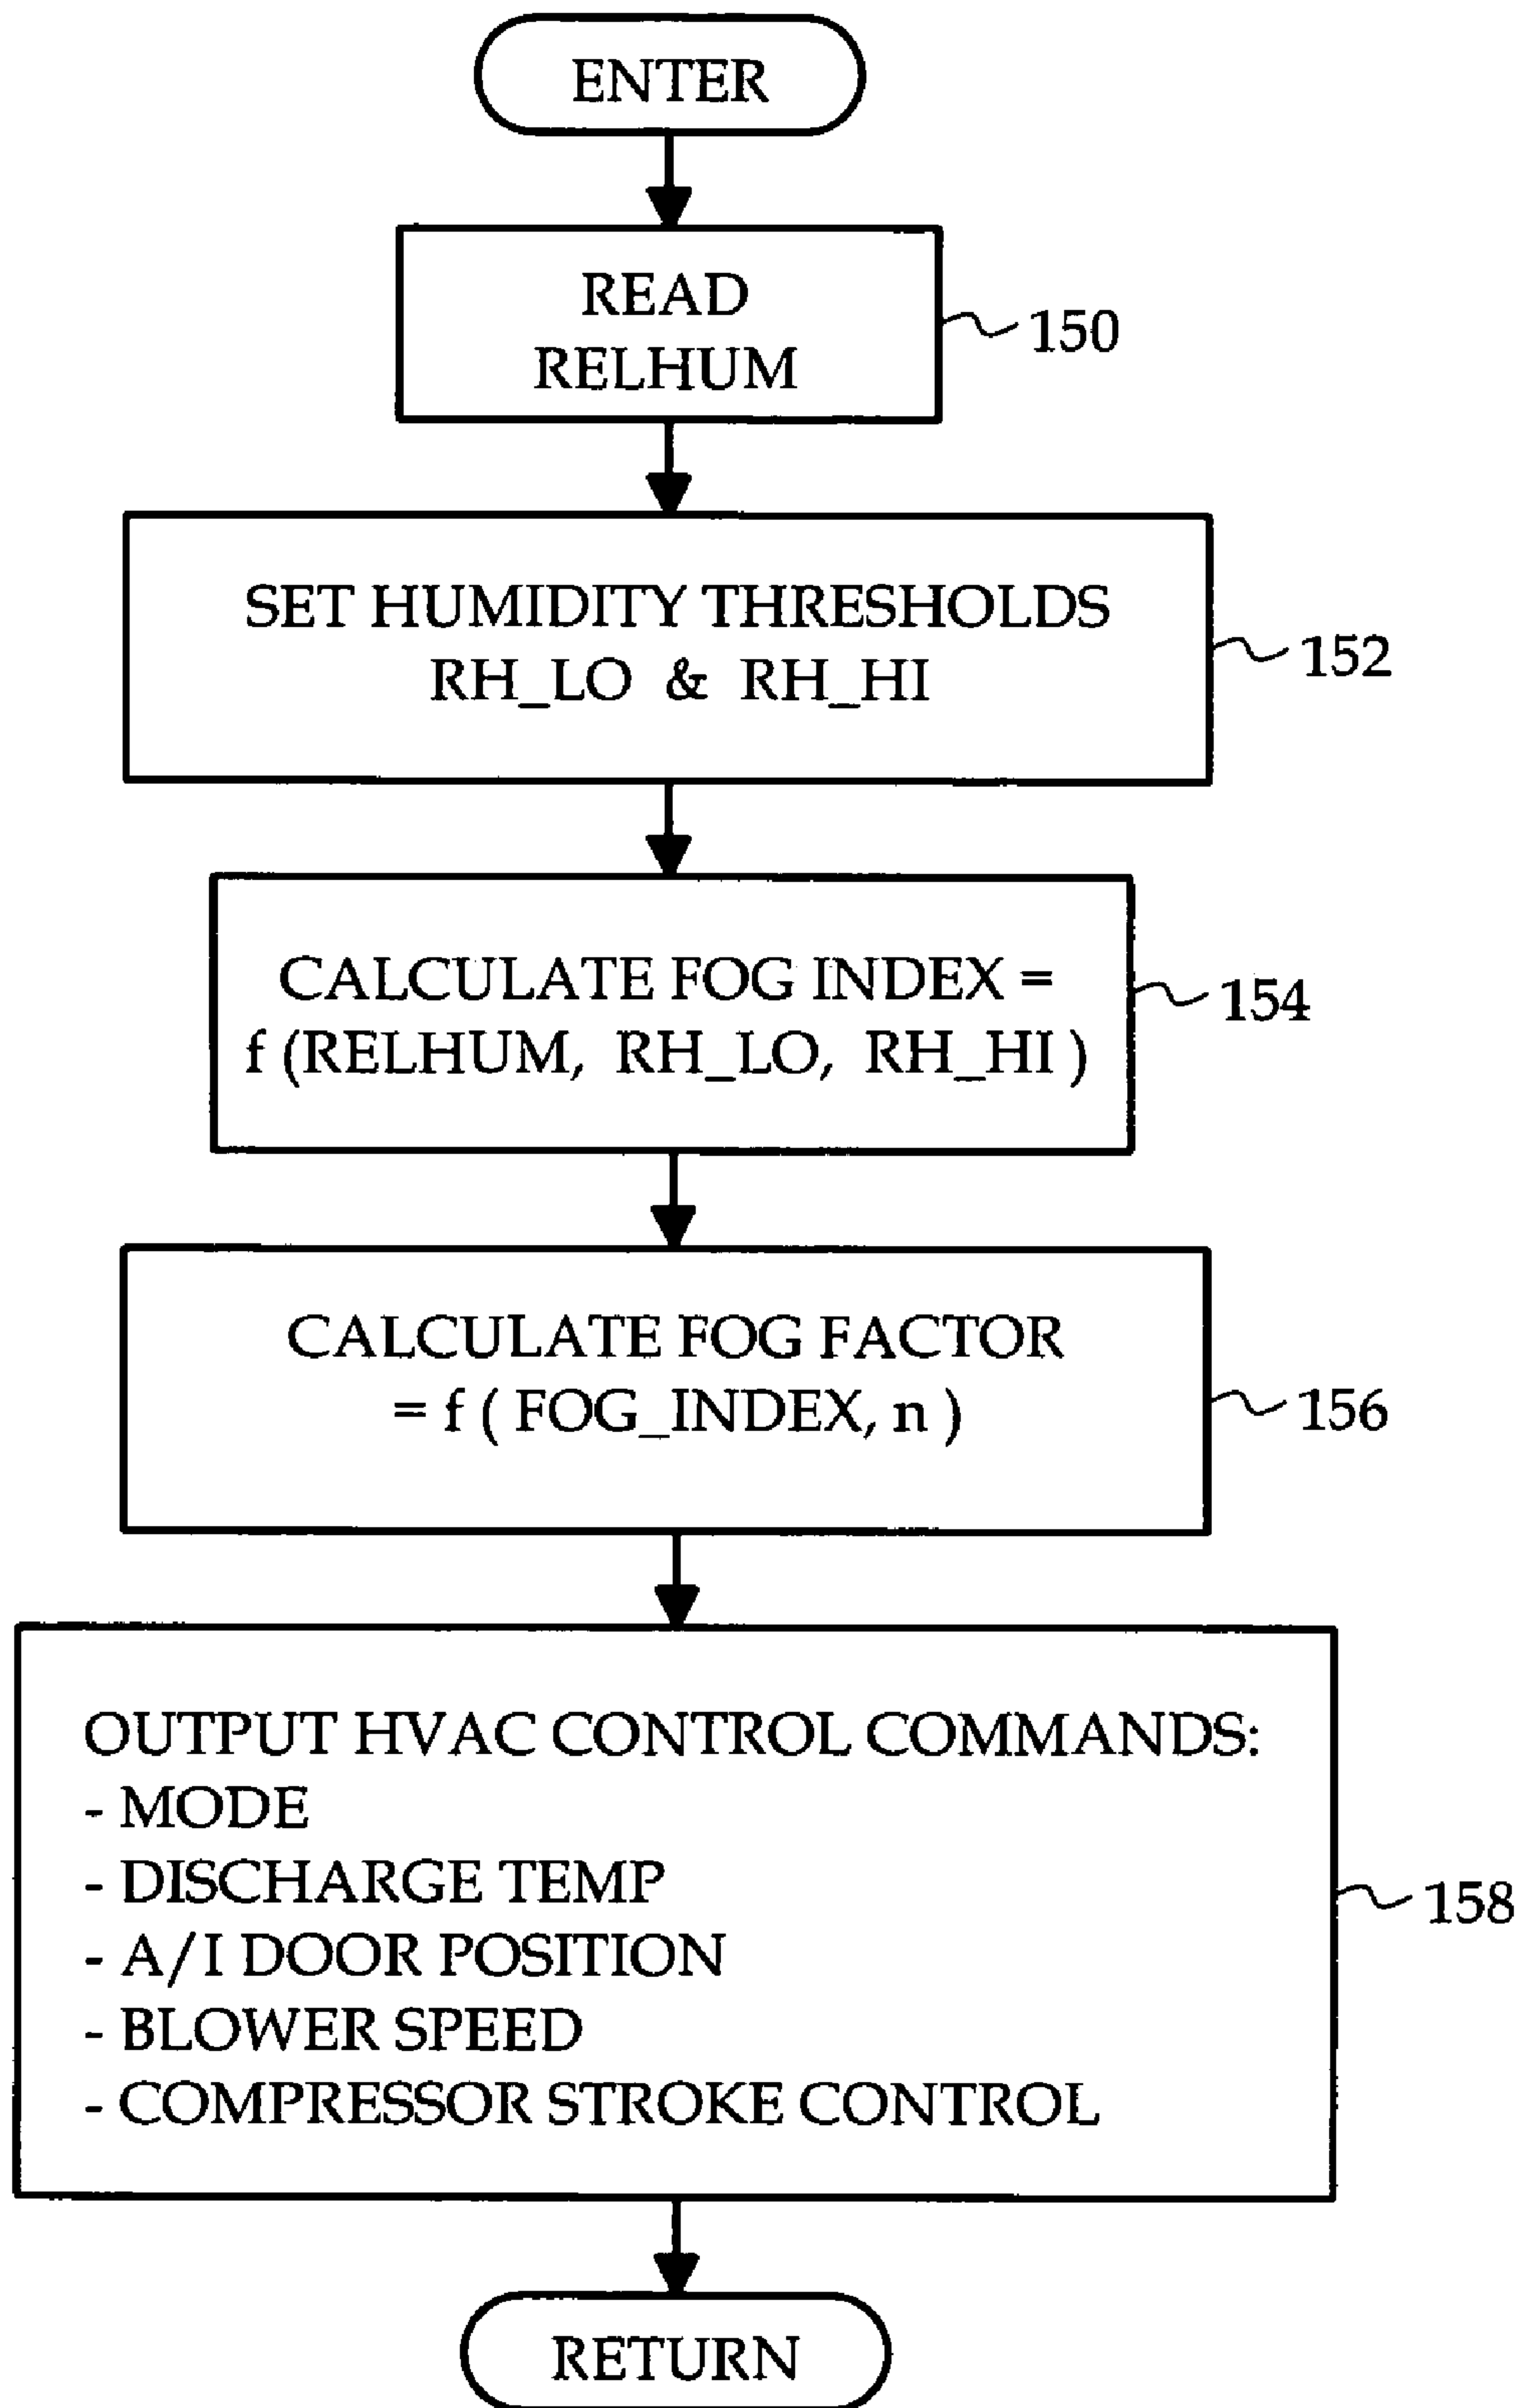 ENTER
READ
RELHUM
150
SET HUMIDITY THRESHOLDS
RH_LO & RH_HI
152
CALCULATE FOG INDEX =
f (RELHUM, RH_LO, RH_HI )
154
CALCULATE FOG FACTOR
= f ( FOG_INDEX, n )
156
OUTPUT HVAC CONTROL COMMANDS:
- MODE
- DISCHARGE TEMP
- A/I DOOR POSITION
- BLOWER SPEED
- COMPRESSOR STROKE CONTROL
158
RETURN